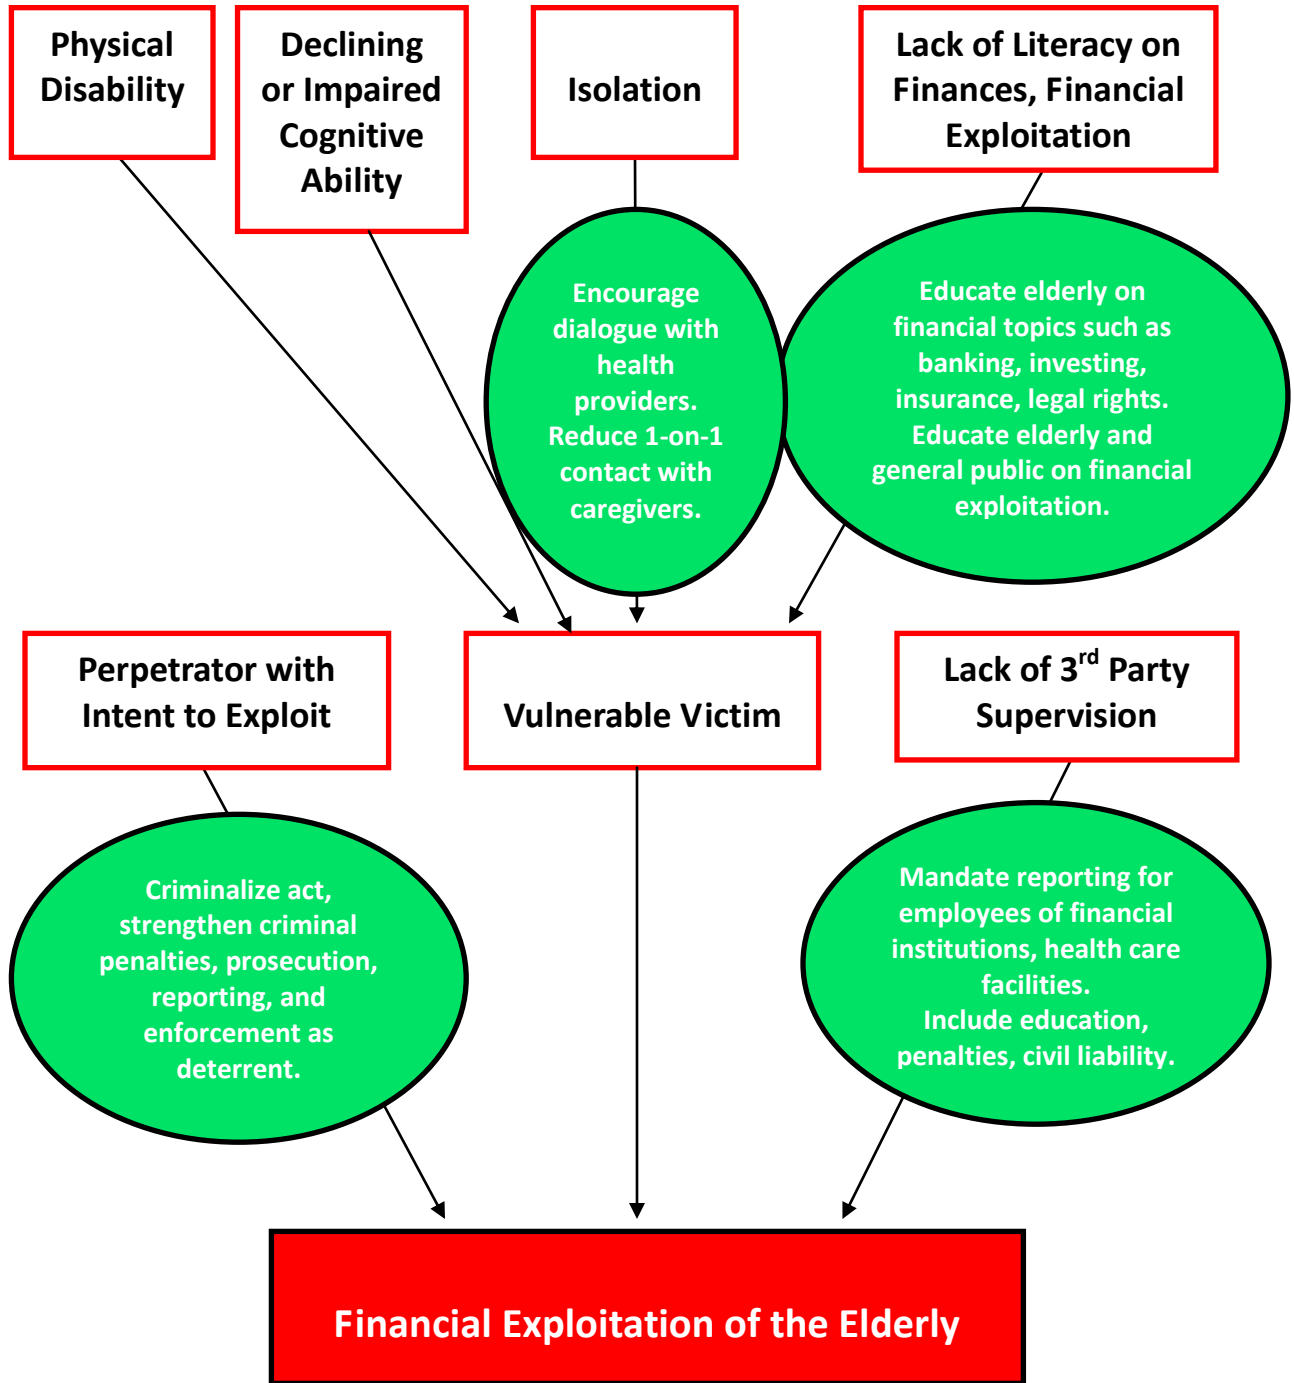 Physical
Disability
Declining
or Impaired
Cognitive
Ability
Isolation
Lack of Literacy on
Finances, Financial
Exploitation
Encourage
dialogue with
health
providers.
Reduce 1-on-1
contact with
caregivers.
Educate elderly on
financial topics such as
banking, investing,
insurance, legal rights.
Educate elderly and
general public on financial
exploitation.
Perpetrator with
Intent to Exploit
Vulnerable Victim
Lack of 3rd Party
Supervision
Criminalize act,
strengthen criminal
penalties, prosecution,
reporting, and
enforcement as
deterrent.
Mandate reporting for
employees of financial
institutions, health care
facilities.
Include education,
penalties, civil liability.
Financial Exploitation of the Elderly